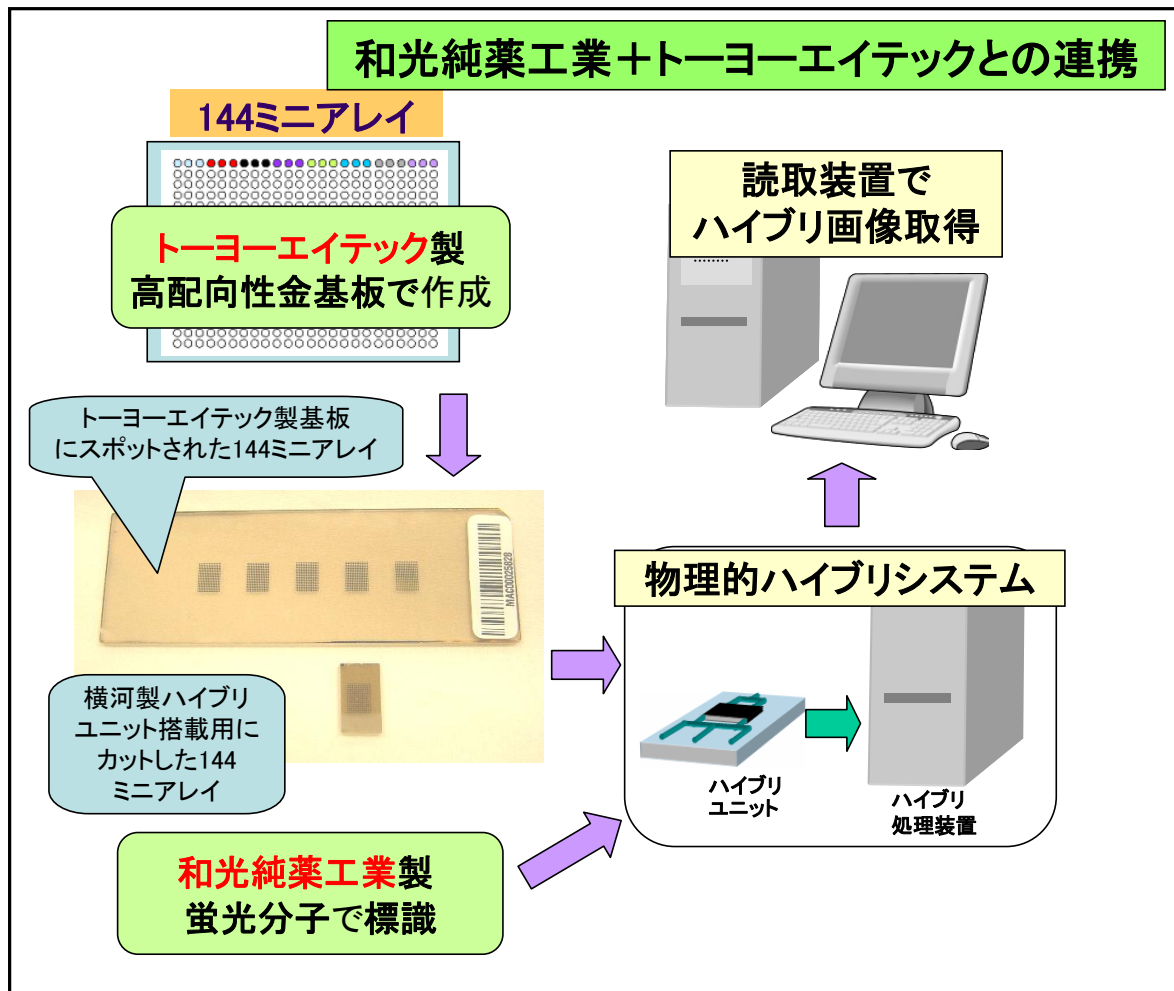 和光純薬工業＋トーヨーエイテックとの連携
144ミニアレイ
トーヨーエイテック製
高配向性金基板で作成
読取装置で
ハイブリ画像取得
トーヨーエイテック製基板
にスポットされた144ミニアレイ
MAC00025828
物理的ハイブリシステム
横河製ハイブリ
ユニット搭載用に
カットした144
ミニアレイ
ハイブリ
ユニット
ハイブリ
処理装置
和光純薬工業製
蛍光分子で標識